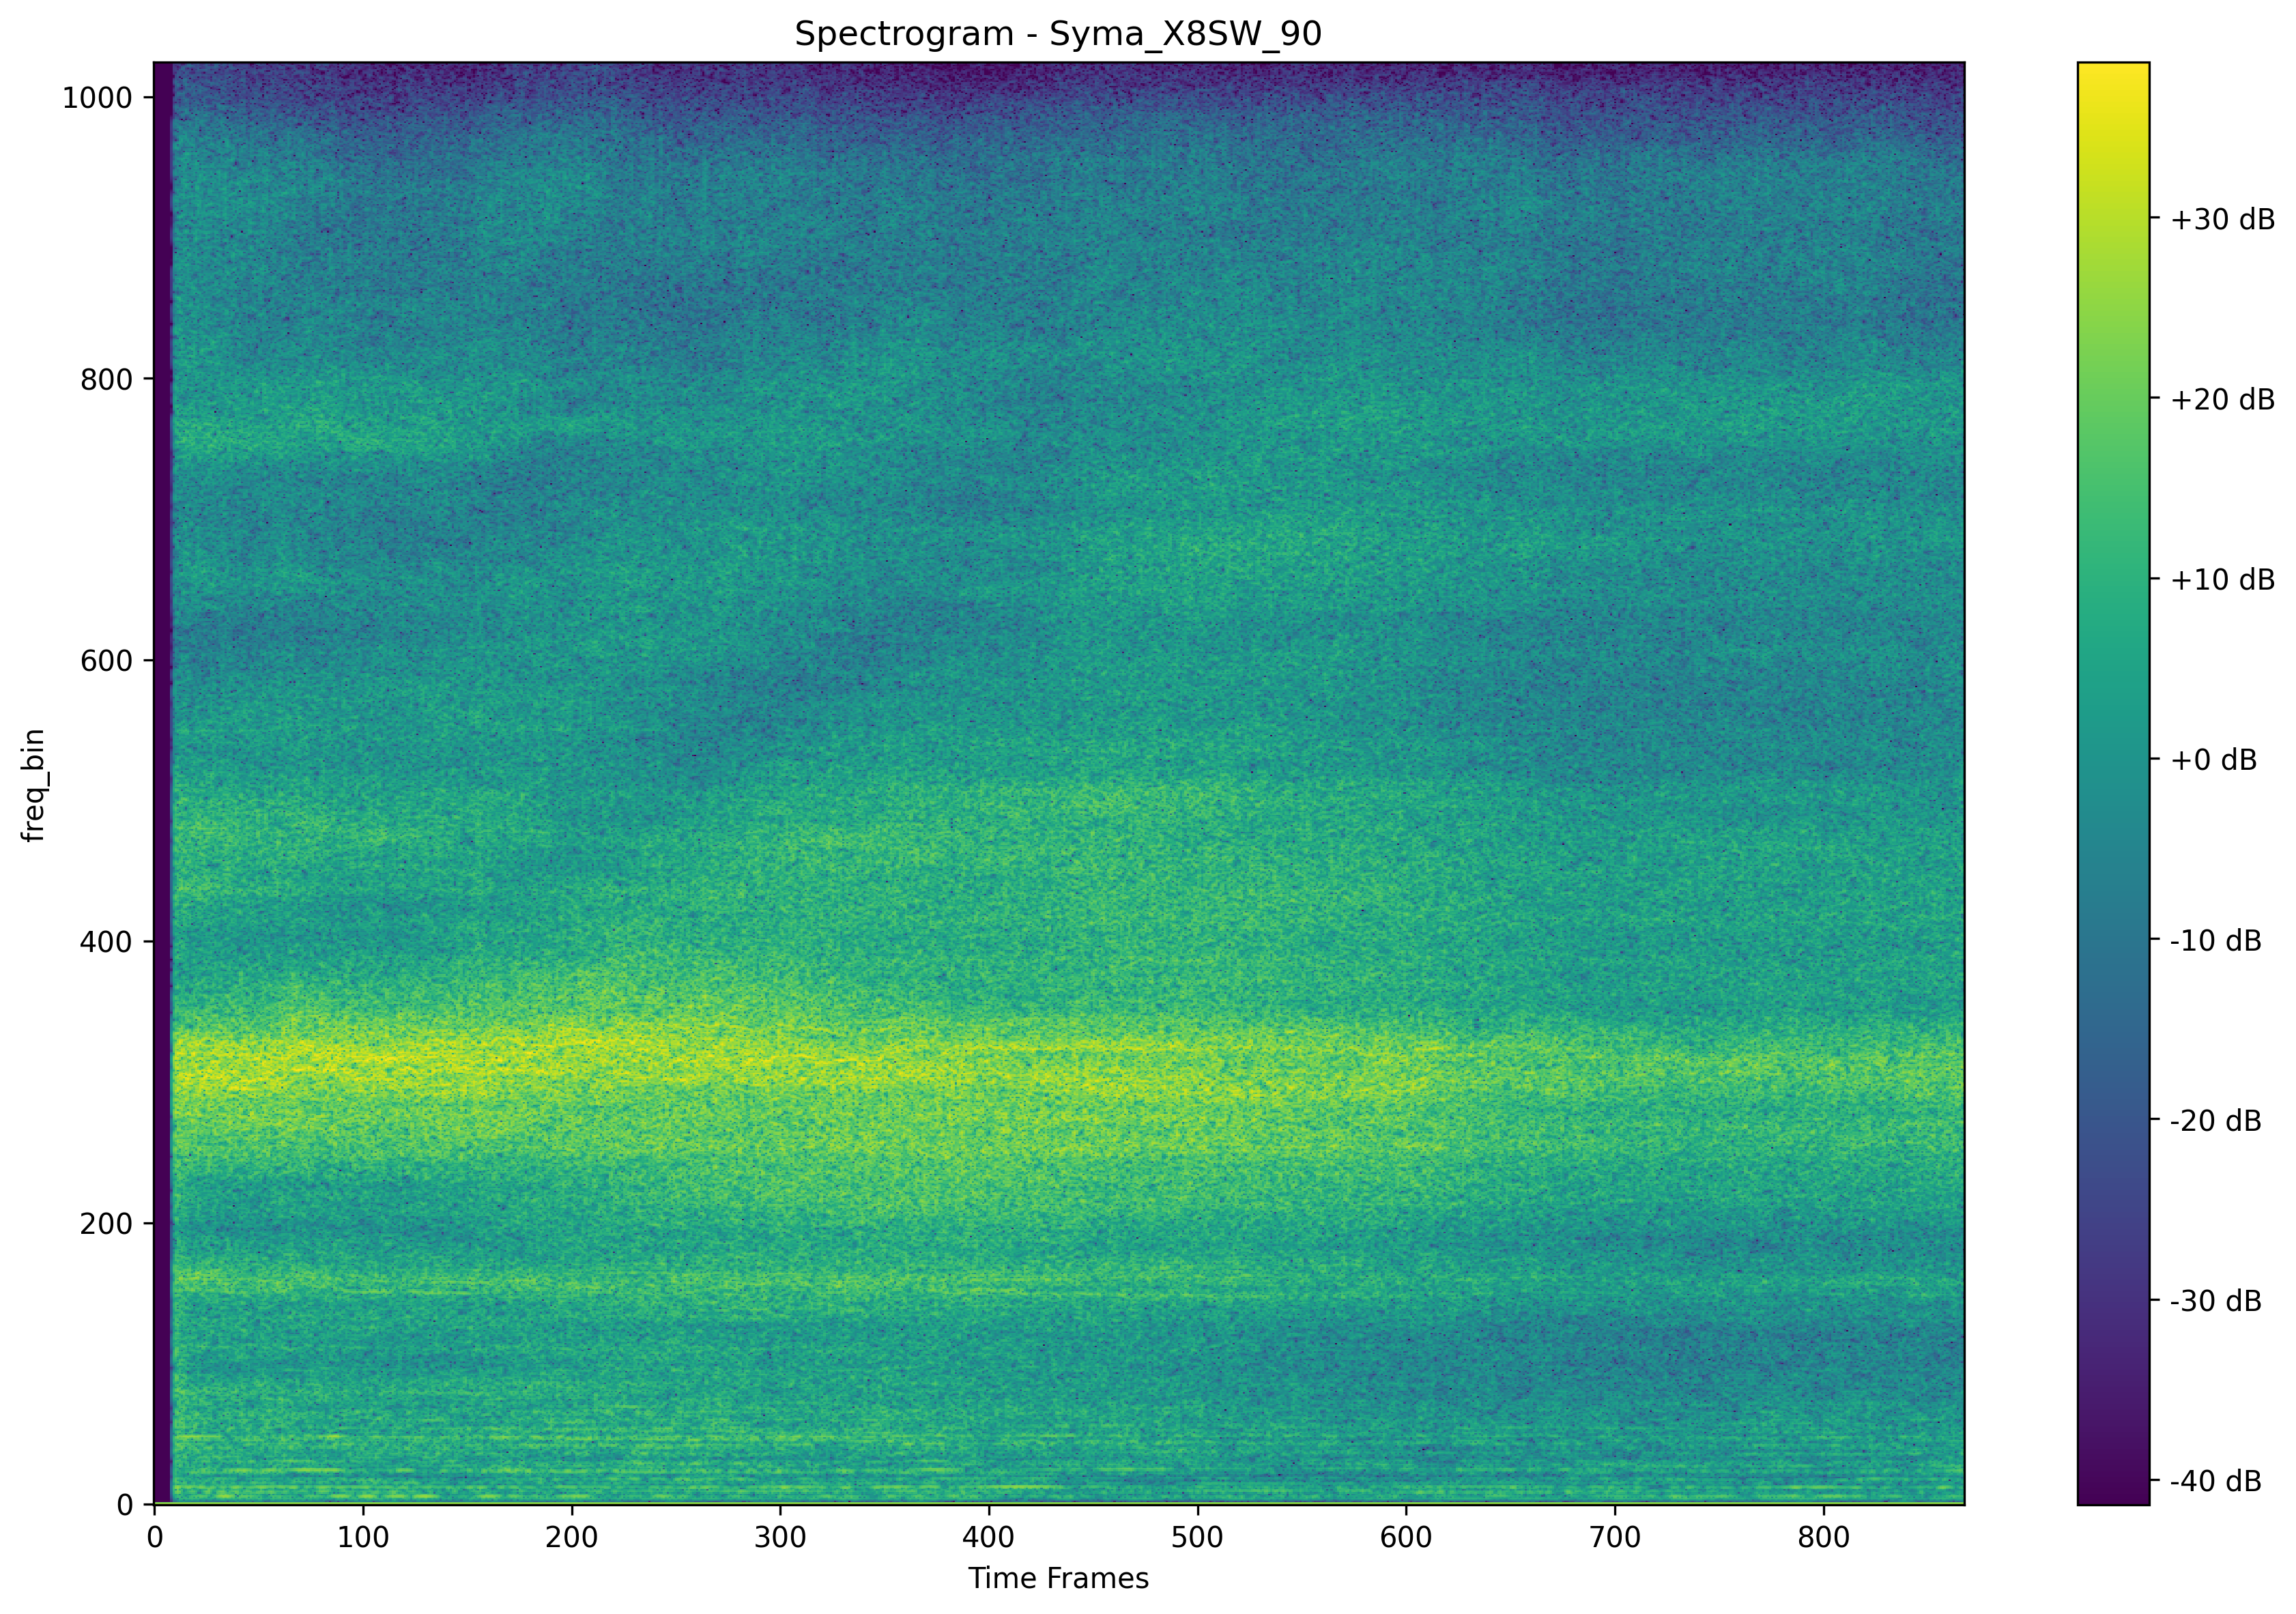 Spectrogram - Syma_X8SW_90
1000
800
600
400
200
0
freq_bin
0 100 200 300 400 500 600 700 800
Time Frames
+30 dB
+20 dB
+10 dB
+0 dB
-10 dB
-20 dB
-30 dB
-40 dB